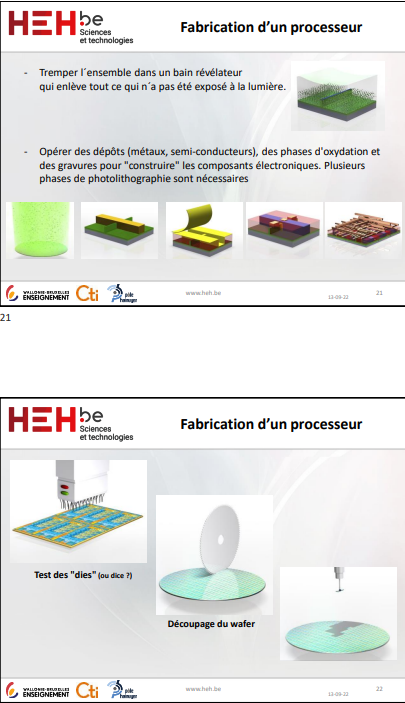 HEH be
Sciences
et technologies
Fabrication d’un processeur
- Tremper l´ensemble dans un bain révélateur
qui enlève tout ce qui n´a pas été exposé à la lumière.
- Opérer des dépôts (métaux, semi-conducteurs), des phases d'oxydation et
des gravures pour "construire" les composants électroniques. Plusieurs
phases de photolithographie sont nécessaires
WALLONIE-BRUXELLES
ENSEIGNEMENT
Cti
pôle
hainuyer
www.heh.be
13-09-22
21
21
HEH be
Sciences
et technologies
Fabrication d’un processeur
Test des "dies" (ou dice ?)
Découpage du wafer
WALLONIE-BRUXELLES
ENSEIGNEMENT
Cti
pôle
hainuyer
www.heh.be
13-09-22
22